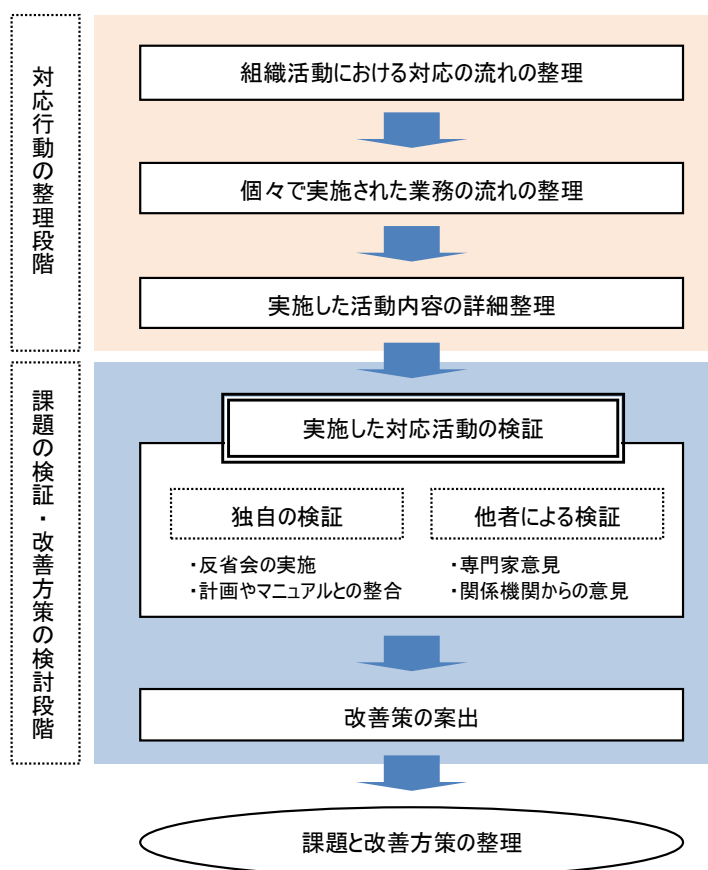 対応行動の整理段階
組織活動における対応の流れの整理
個々で実施された業務の流れの整理
実施した活動内容の詳細整理
課題の検証・改善方策の検討段階
実施した対応活動の検証
独自の検証
・反省会の実施
・計画やマニュアルとの整合
他者による検証
・専門家意見
・関係機関からの意見
改善策の案出
課題と改善方策の整理